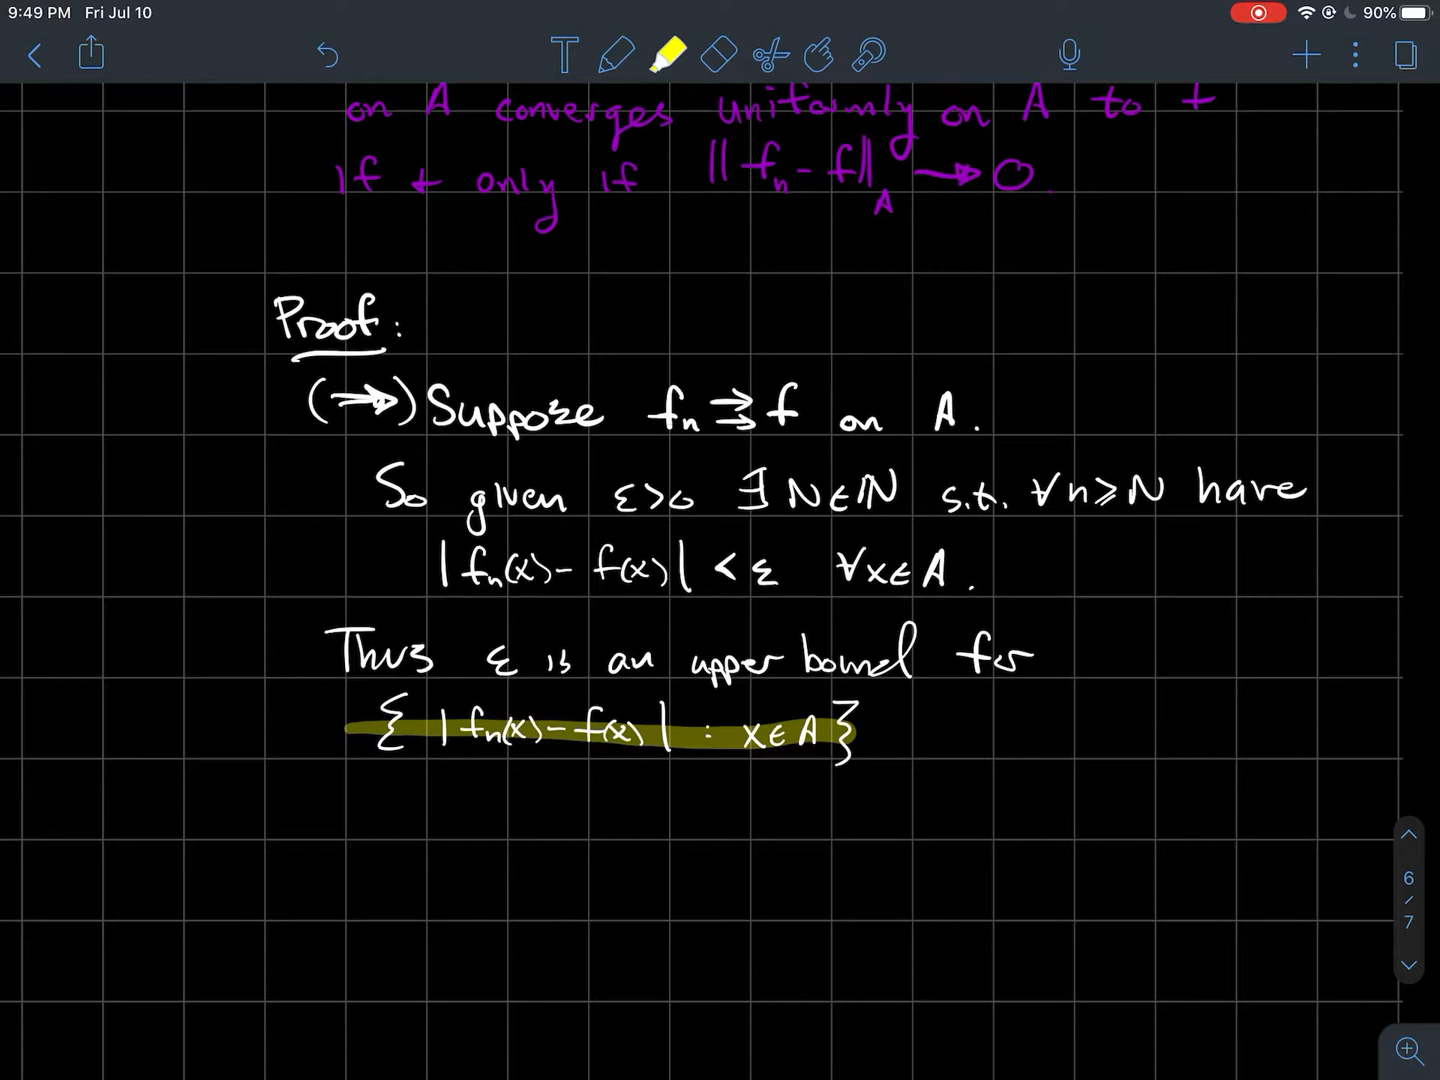 9:49 PM Fri Jul 10
90%
on A converges uniformly on A to f
if + only if || fₙ - f ||_A → 0.
Proof:
(⇒) Suppose fₙ ⇉ f on A.
So given ε>0 ∃ N∈ℕ s.t. ∀n≥N have
| fₙ(x) - f(x) | < ε ∀x∈A.
Thus ε is an upper bound for
{ | fₙ(x) - f(x) | : x∈A }
6
/
7